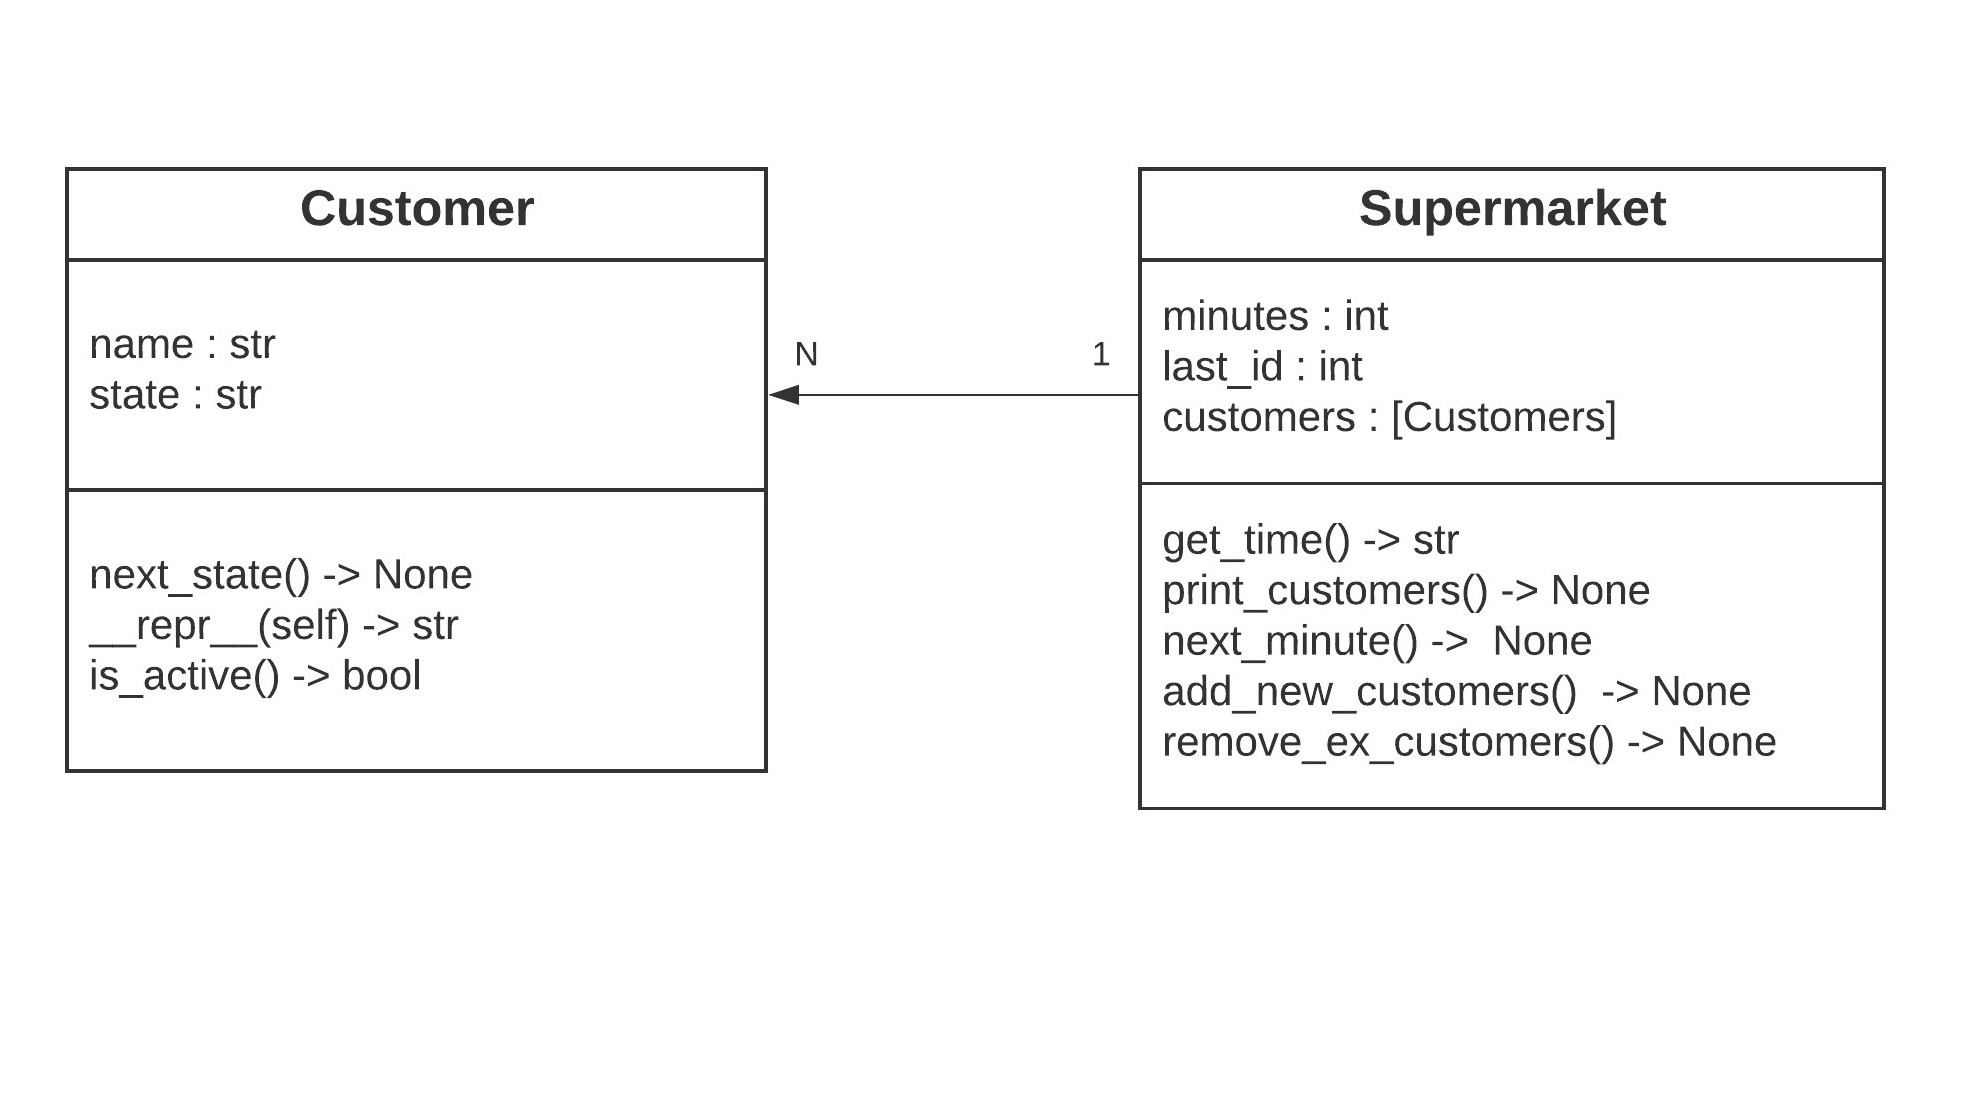 Customer
name : str
state : str
next_state() -> None
__repr__(self) -> str
is_active() -> bool
N
1
Supermarket
minutes : int
last_id : int
customers : [Customers]
get_time() -> str
print_customers() -> None
next_minute() ->  None
add_new_customers()  -> None
remove_ex_customers() -> None